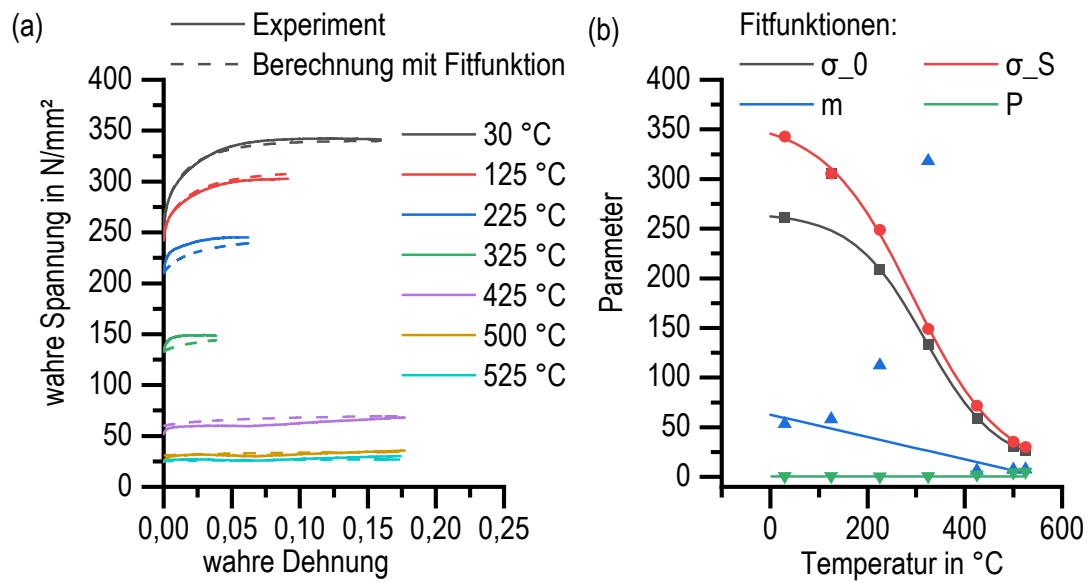 (a)
Experiment
Berechnung mit Fitfunktion
wahre Spannung in N/mm²
400
350
300
250
200
150
100
50
0
0,00 0,05 0,10 0,15 0,20 0,25
wahre Dehnung
30 °C
125 °C
225 °C
325 °C
425 °C
500 °C
525 °C
(b)
Fitfunktionen:
σ_0 σ_S
m P
Parameter
400
350
300
250
200
150
100
50
0
0 200 400 600
Temperatur in °C